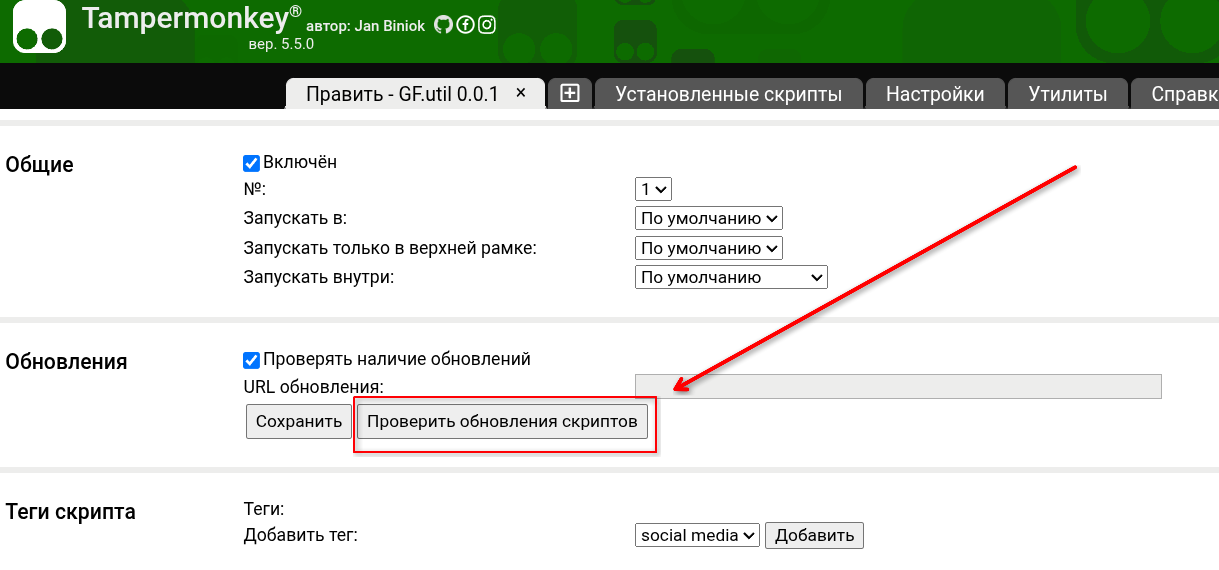 Tampermonkey® автор: Jan Biniok
вер. 5.5.0
Править - GF.util 0.0.1 × Установленные скрипты Настройки Утилиты Справк
Общие
Включён
№: 1
Запускать в: По умолчанию
Запускать только в верхней рамке: По умолчанию
Запускать внутри: По умолчанию
Обновления
Проверять наличие обновлений
URL обновления:
Сохранить Проверить обновления скриптов
Теги скрипта
Теги:
Добавить тег: social media Добавить